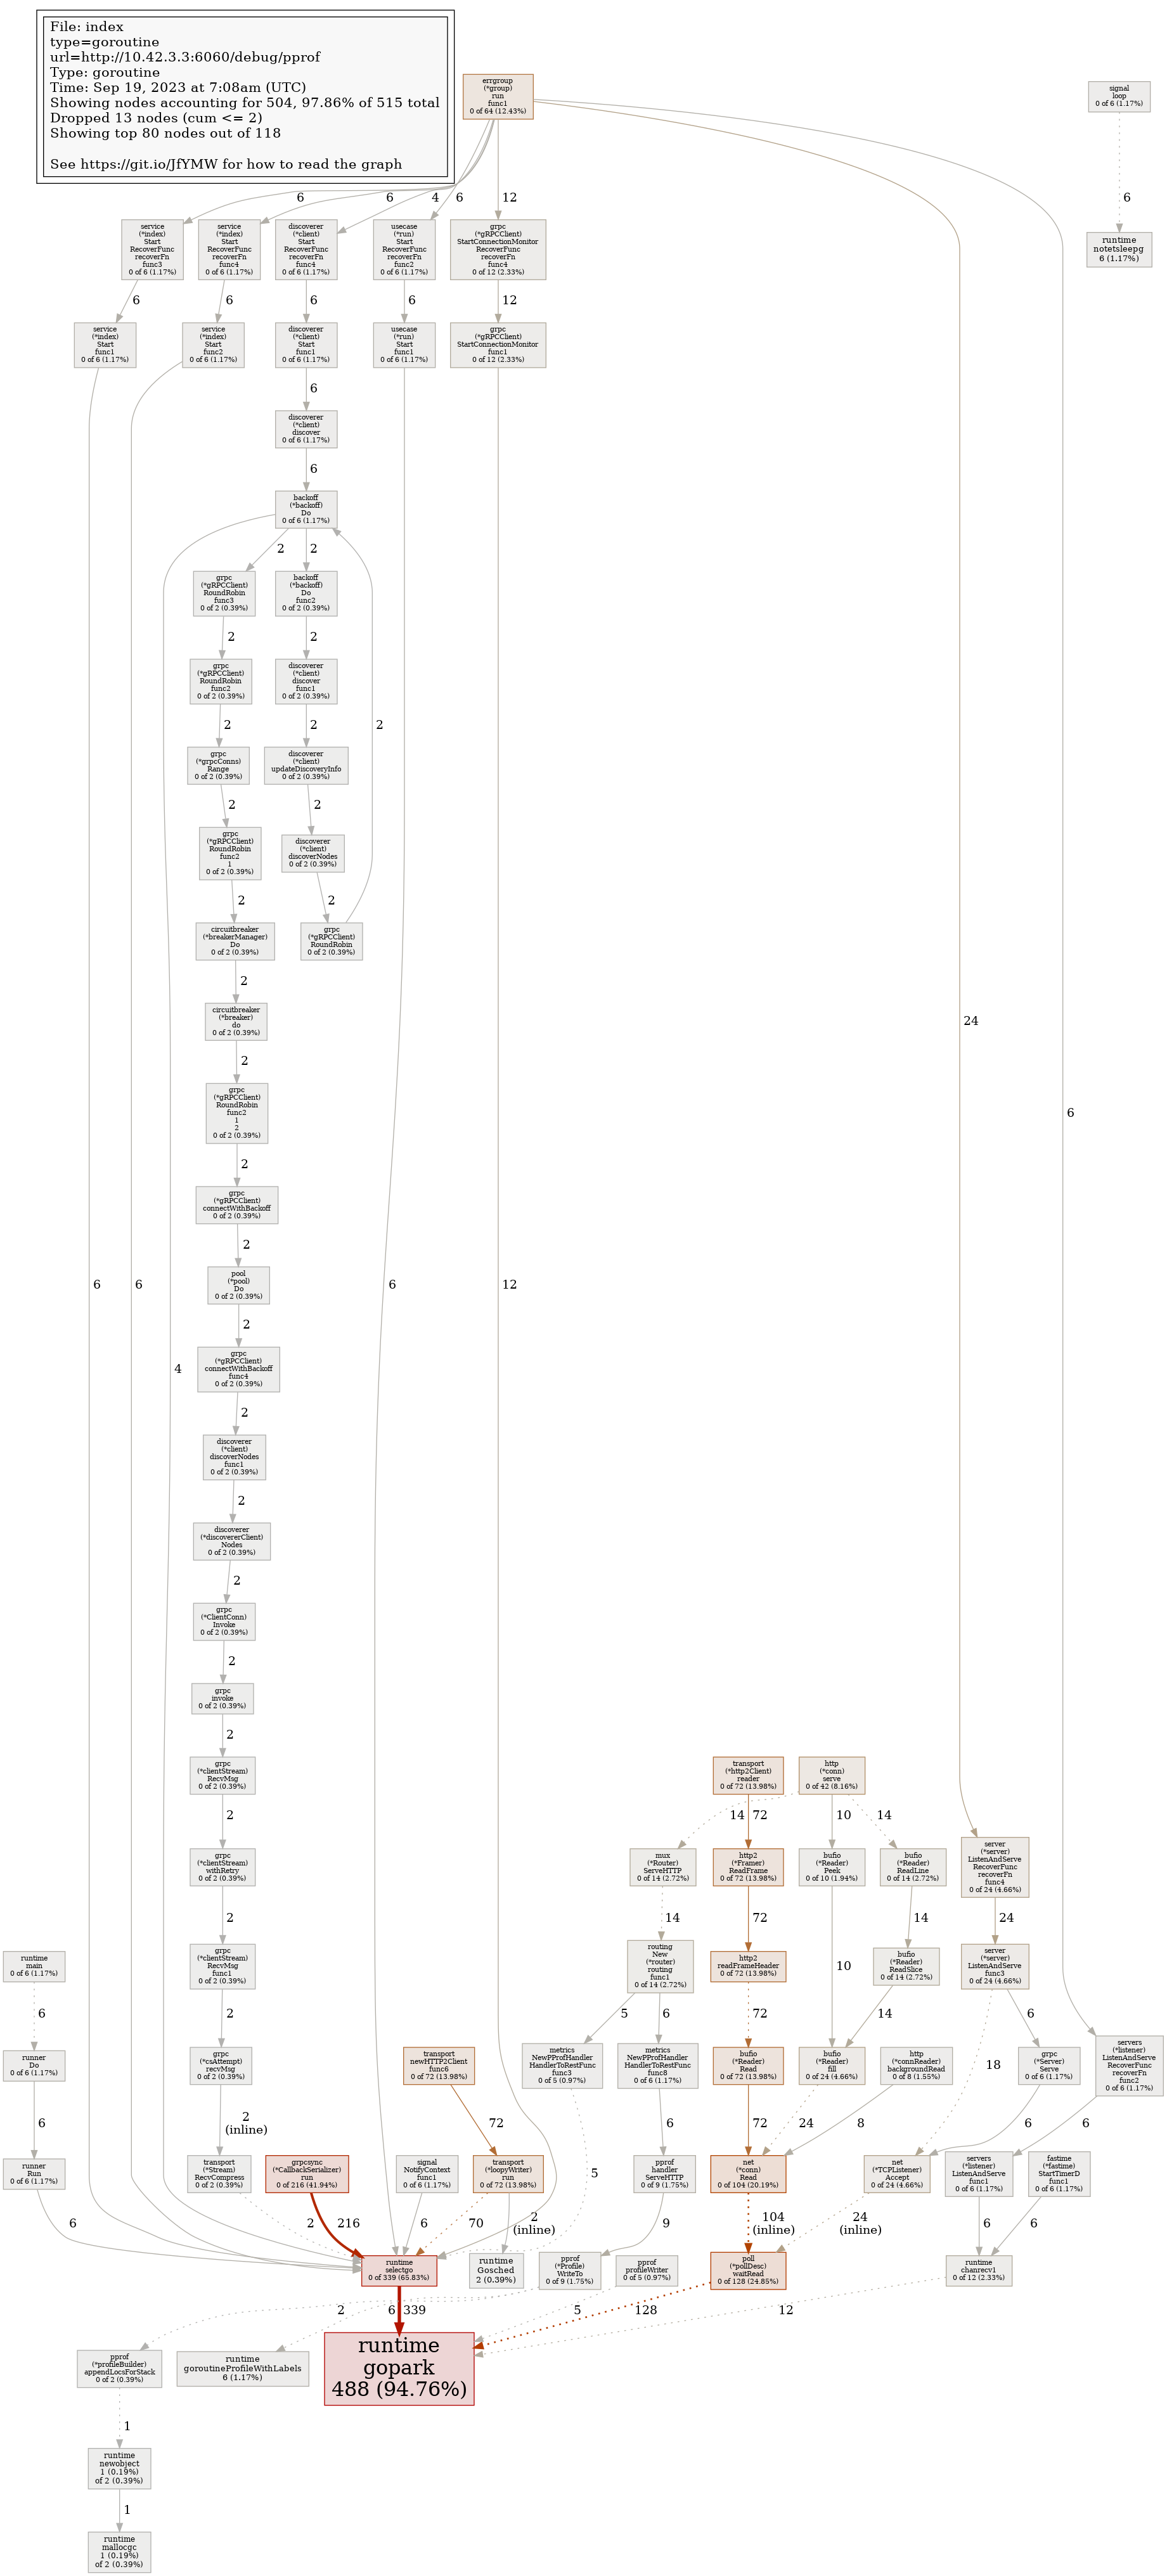 File: index
type=goroutine
url=http://10.42.3.3:6060/debug/pprof
Type: goroutine
Time: Sep 19, 2023 at 7:08am (UTC)
Showing nodes accounting for 504, 97.86% of 515 total
Dropped 13 nodes (cum <= 2)
Showing top 80 nodes out of 118
See https://git.io/JfYMW for how to read the graph
errgroup
(*group)
run
func1
0 of 64 (12.43%)
signal
loop
0 of 6 (1.17%)
6
6
4
6
12
6
service
(*index)
Start
RecoverFunc
recoverFn
func3
0 of 6 (1.17%)
service
(*index)
Start
RecoverFunc
recoverFn
func4
0 of 6 (1.17%)
discoverer
(*client)
Start
RecoverFunc
recoverFn
func4
0 of 6 (1.17%)
usecase
(*run)
Start
RecoverFunc
recoverFn
func2
0 of 6 (1.17%)
grpc
(*gRPCClient)
StartConnectionMonitor
RecoverFunc
recoverFn
func4
0 of 12 (2.33%)
runtime
notetsleepg
6 (1.17%)
6
6
6
6
12
service
(*index)
Start
func1
0 of 6 (1.17%)
service
(*index)
Start
func2
0 of 6 (1.17%)
discoverer
(*client)
Start
func1
0 of 6 (1.17%)
usecase
(*run)
Start
func1
0 of 6 (1.17%)
grpc
(*gRPCClient)
StartConnectionMonitor
func1
0 of 12 (2.33%)
6
discoverer
(*client)
discover
0 of 6 (1.17%)
6
backoff
(*backoff)
Do
0 of 6 (1.17%)
2
2
grpc
(*gRPCClient)
RoundRobin
func3
0 of 2 (0.39%)
backoff
(*backoff)
Do
func2
0 of 2 (0.39%)
2
2
grpc
(*gRPCClient)
RoundRobin
func2
0 of 2 (0.39%)
discoverer
(*client)
discover
func1
0 of 2 (0.39%)
2
2
2
grpc
(*grpcConns)
Range
0 of 2 (0.39%)
discoverer
(*client)
updateDiscoveryInfo
0 of 2 (0.39%)
2
2
grpc
(*gRPCClient)
RoundRobin
func2
1
0 of 2 (0.39%)
discoverer
(*client)
discoverNodes
0 of 2 (0.39%)
2
2
circuitbreaker
(*breakerManager)
Do
0 of 2 (0.39%)
grpc
(*gRPCClient)
RoundRobin
0 of 2 (0.39%)
2
circuitbreaker
(*breaker)
do
0 of 2 (0.39%)
24
2
grpc
(*gRPCClient)
RoundRobin
func2
1
2
0 of 2 (0.39%)
6
2
grpc
(*gRPCClient)
connectWithBackoff
0 of 2 (0.39%)
2
pool
(*pool)
Do
0 of 2 (0.39%)
6
6
6
12
2
grpc
(*gRPCClient)
connectWithBackoff
func4
0 of 2 (0.39%)
4
2
discoverer
(*client)
discoverNodes
func1
0 of 2 (0.39%)
2
discoverer
(*discovererClient)
Nodes
0 of 2 (0.39%)
2
grpc
(*ClientConn)
Invoke
0 of 2 (0.39%)
2
grpc
invoke
0 of 2 (0.39%)
2
grpc
(*clientStream)
RecvMsg
0 of 2 (0.39%)
transport
(*http2Client)
reader
0 of 72 (13.98%)
http
(*conn)
serve
0 of 42 (8.16%)
2
14
72
10
14
grpc
(*clientStream)
withRetry
0 of 2 (0.39%)
mux
(*Router)
ServeHTTP
0 of 14 (2.72%)
http2
(*Framer)
ReadFrame
0 of 72 (13.98%)
bufio
(*Reader)
Peek
0 of 10 (1.94%)
bufio
(*Reader)
ReadLine
0 of 14 (2.72%)
server
(*server)
ListenAndServe
RecoverFunc
recoverFn
func4
0 of 24 (4.66%)
2
14
72
14
24
runtime
main
0 of 6 (1.17%)
grpc
(*clientStream)
RecvMsg
func1
0 of 2 (0.39%)
routing
New
(*router)
routing
func1
0 of 14 (2.72%)
http2
readFrameHeader
0 of 72 (13.98%)
10
bufio
(*Reader)
ReadSlice
0 of 14 (2.72%)
server
(*server)
ListenAndServe
func3
0 of 24 (4.66%)
6
2
5
6
72
14
6
runner
Do
0 of 6 (1.17%)
grpc
(*csAttempt)
recvMsg
0 of 2 (0.39%)
transport
newHTTP2Client
func6
0 of 72 (13.98%)
metrics
NewPProfHandler
HandlerToRestFunc
func3
0 of 5 (0.97%)
metrics
NewPProfHandler
HandlerToRestFunc
func8
0 of 6 (1.17%)
bufio
(*Reader)
Read
0 of 72 (13.98%)
bufio
(*Reader)
fill
0 of 24 (4.66%)
http
(*connReader)
backgroundRead
0 of 8 (1.55%)
18
grpc
(*Server)
Serve
0 of 6 (1.17%)
servers
(*listener)
ListenAndServe
RecoverFunc
recoverFn
func2
0 of 6 (1.17%)
6
2
(inline)
72
6
72
24
8
6
6
runner
Run
0 of 6 (1.17%)
transport
(*Stream)
RecvCompress
0 of 2 (0.39%)
grpcsync
(*CallbackSerializer)
run
0 of 216 (41.94%)
signal
NotifyContext
func1
0 of 6 (1.17%)
transport
(*loopyWriter)
run
0 of 72 (13.98%)
5
pprof
handler
ServeHTTP
0 of 9 (1.75%)
net
(*conn)
Read
0 of 104 (20.19%)
net
(*TCPListener)
Accept
0 of 24 (4.66%)
servers
(*listener)
ListenAndServe
func1
0 of 6 (1.17%)
fastime
(*fastime)
StartTimerD
func1
0 of 6 (1.17%)
6
2
216
6
70
2
(inline)
9
104
(inline)
24
(inline)
6
6
runtime
selectgo
0 of 339 (65.83%)
runtime
Gosched
2 (0.39%)
pprof
(*Profile)
WriteTo
0 of 9 (1.75%)
pprof
profileWriter
0 of 5 (0.97%)
poll
(*pollDesc)
waitRead
0 of 128 (24.85%)
runtime
chanrecv1
0 of 12 (2.33%)
2
6
339
5
128
12
pprof
(*profileBuilder)
appendLocsForStack
0 of 2 (0.39%)
runtime
goroutineProfileWithLabels
6 (1.17%)
runtime
gopark
488 (94.76%)
1
runtime
newobject
1 (0.19%)
of 2 (0.39%)
1
runtime
mallocgc
1 (0.19%)
of 2 (0.39%)